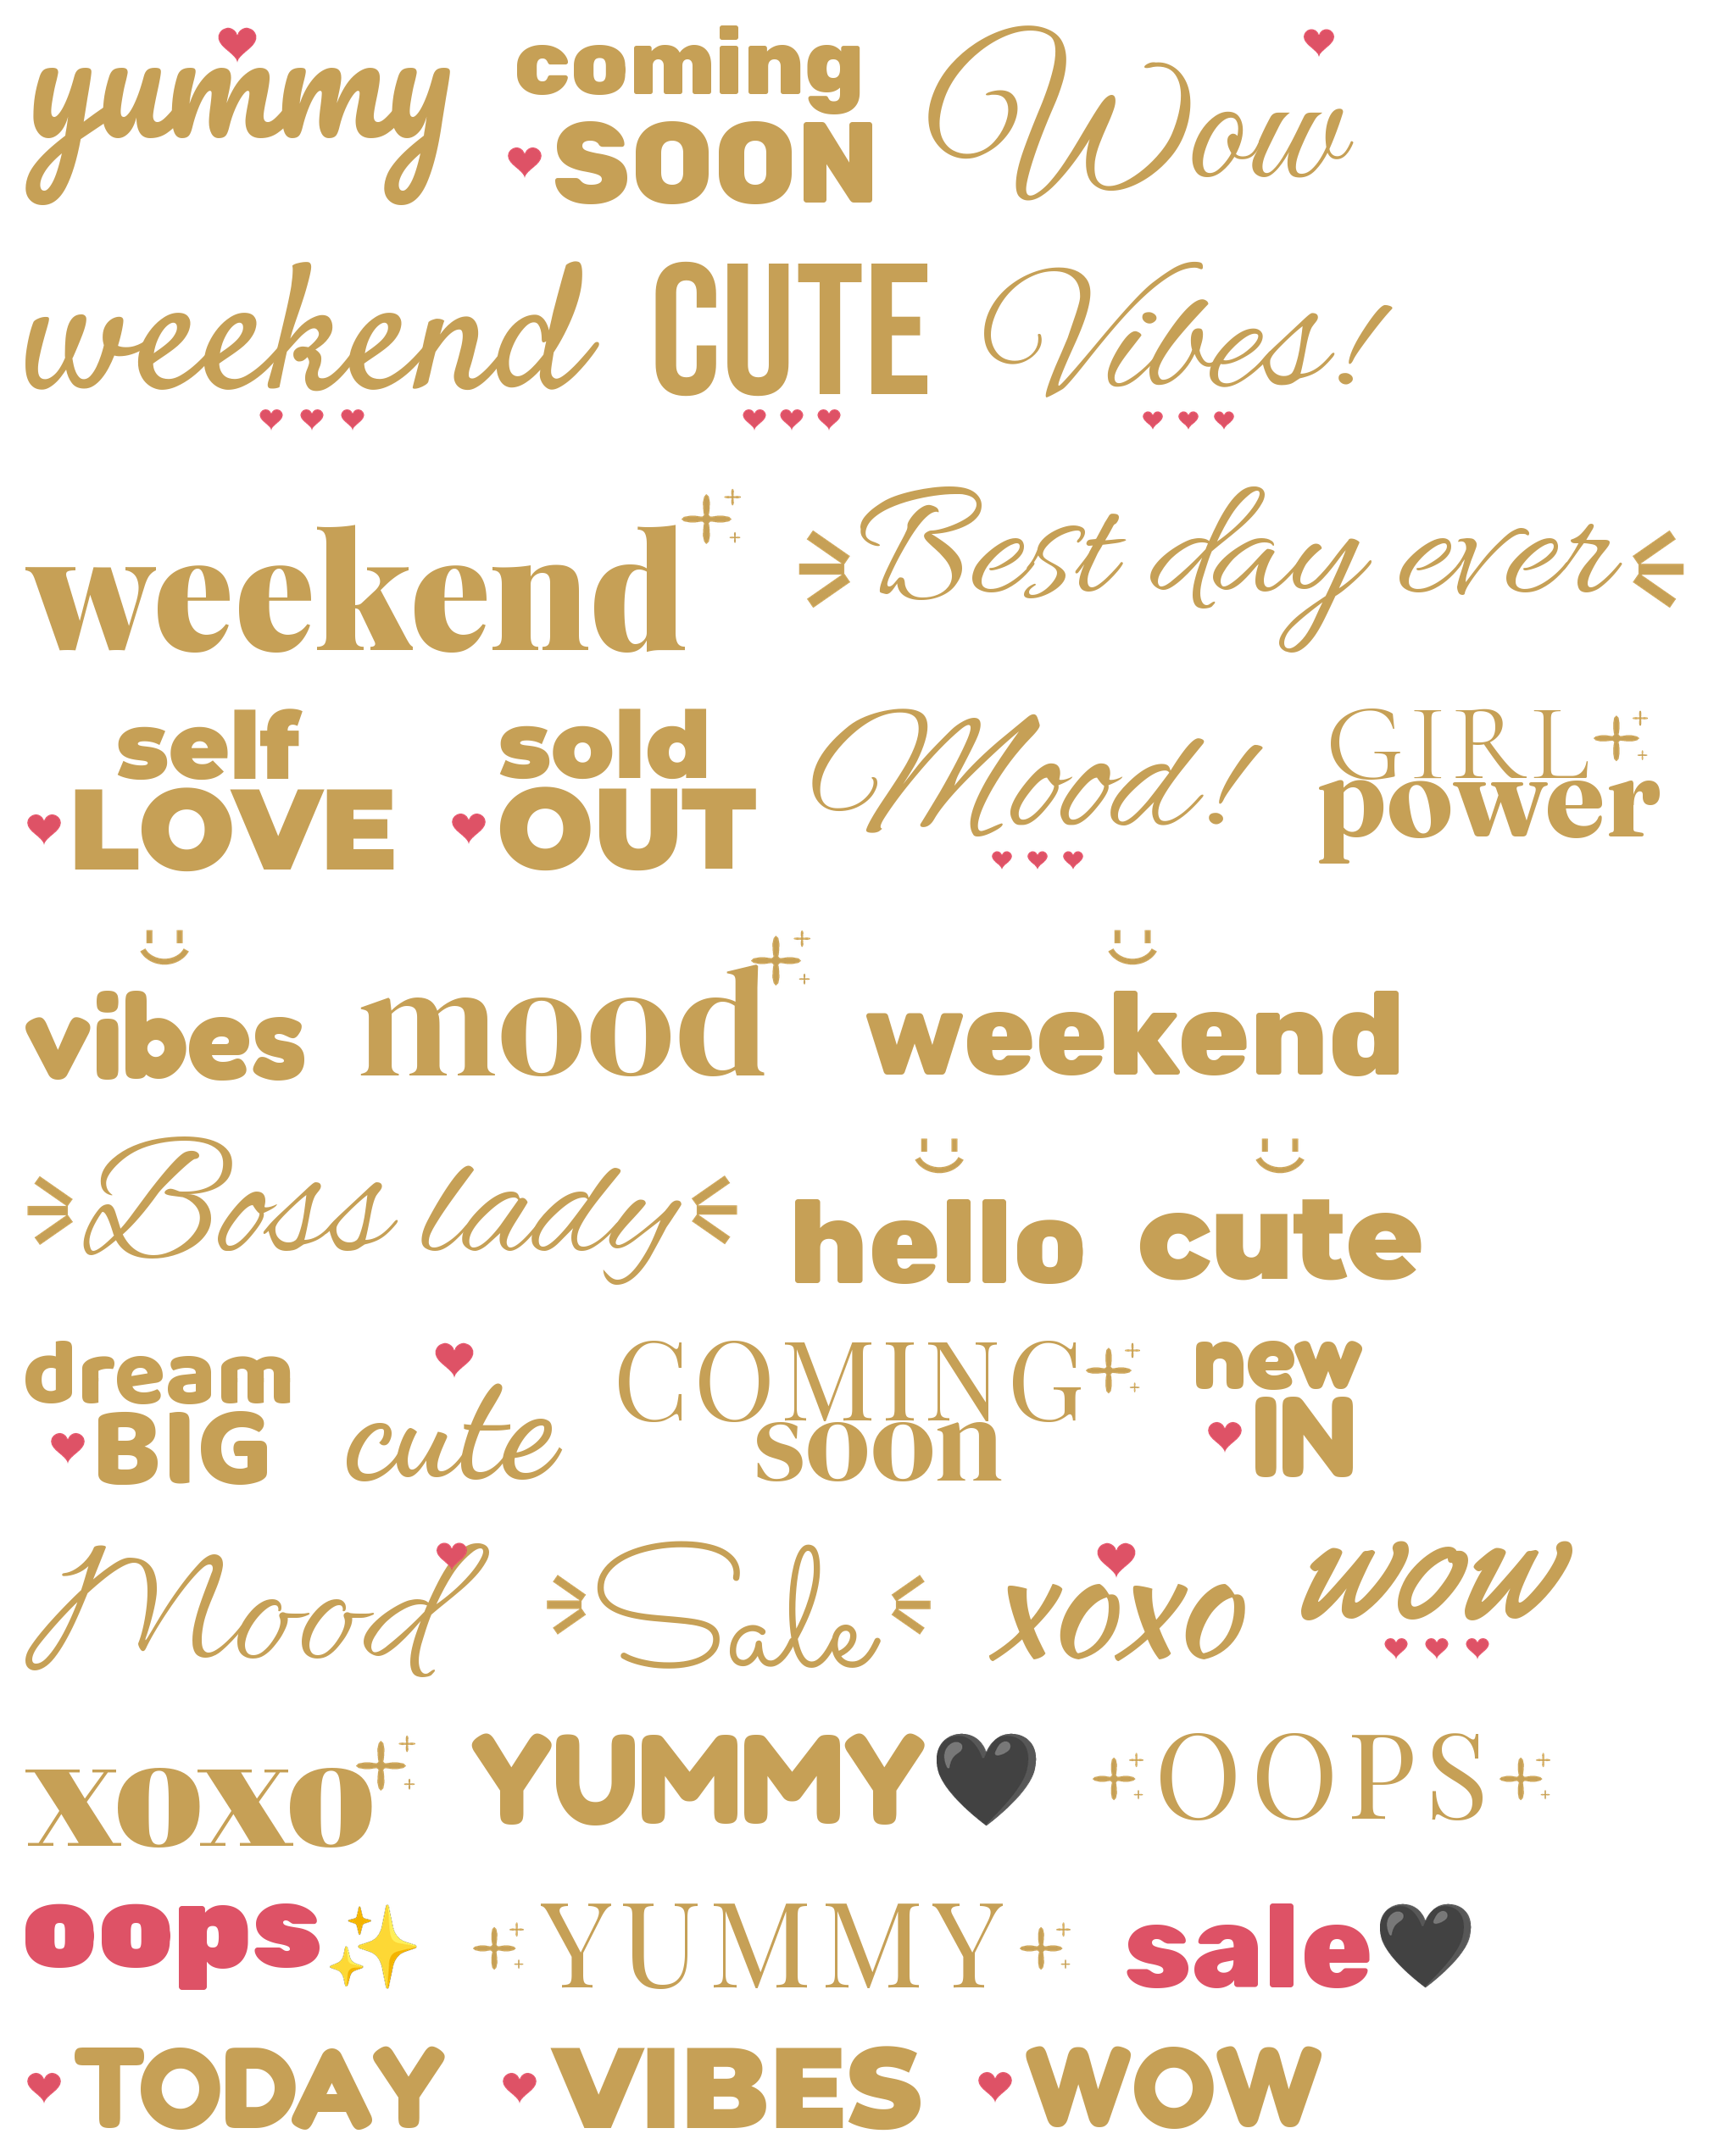 yummy
coming
SOON
Wow
weekend
CUTE
Vibes!
weekend
Best day ever
self
LOVE
sold
OUT
Mood!
GIRL
power
vibes
mood
weekend
Boss lady
hello
cute
dream
BIG
cute
COMING
soon
new
IN
Mood
Sale
xoxo
wow
xoxo
YUMMY🖤
OOPS
oops✨
YUMMY
sale🖤
TODAY
VIBES
WOW